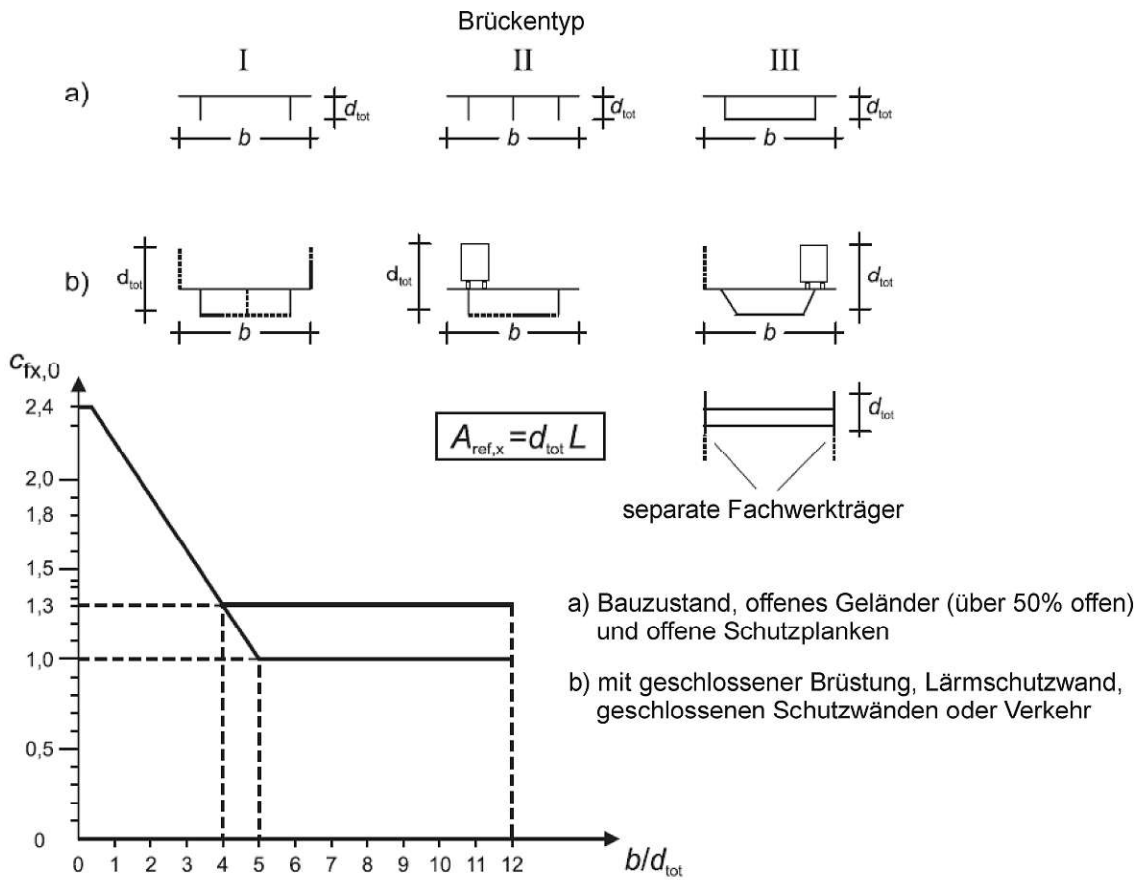 Brückentyp
I II III
a)
d_tot d_tot d_tot
b b b
b)
d_tot d_tot d_tot
b b b
c_fx,0
2,4
2,0
1,8
1,5
1,3
1,0
0,5
0
0 1 2 3 4 5 6 7 8 9 10 11 12
b/d_tot
A_ref,x = d_tot L
d_tot
separate Fachwerkträger
a) Bauzustand, offenes Geländer (über 50% offen)
und offene Schutzplanken
b) mit geschlossener Brüstung, Lärmschutzwand,
geschlossenen Schutzwänden oder Verkehr